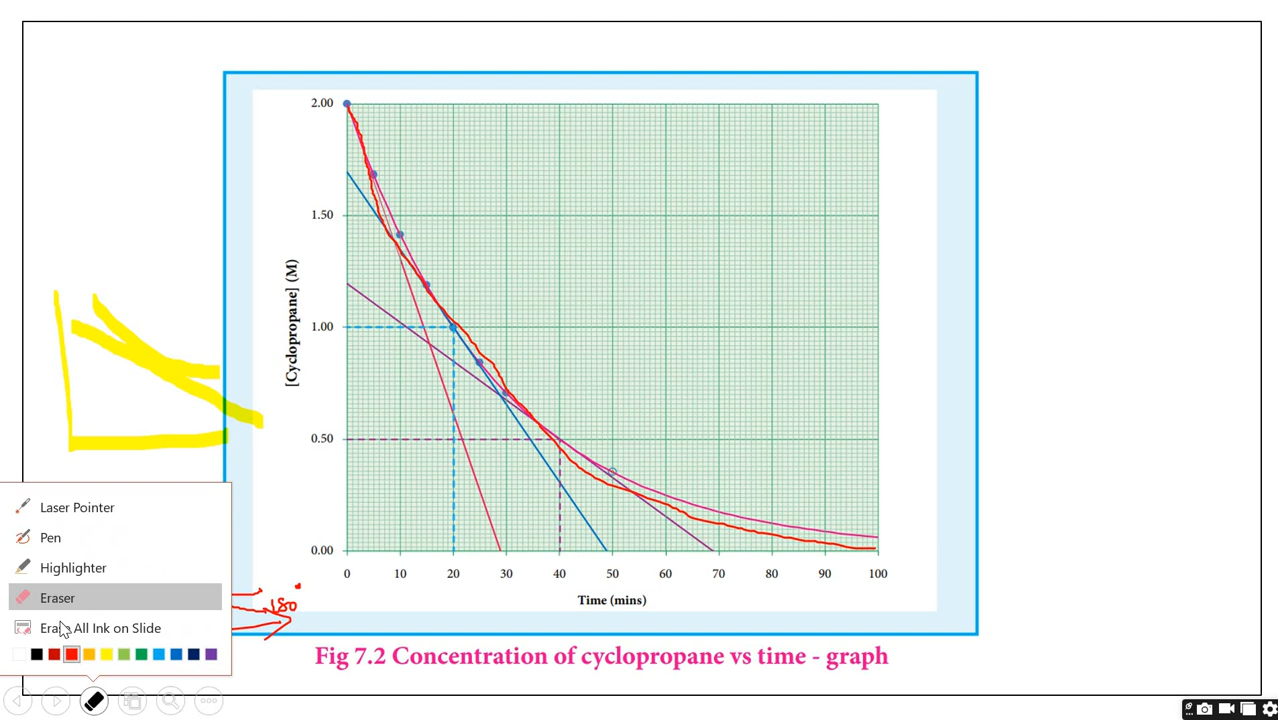 2.00
1.50
1.00
0.50
0.00
[Cyclopropane] (M)
0 10 20 30 40 50 60 70 80 90 100
Time (mins)
Fig 7.2 Concentration of cyclopropane vs time - graph
Laser Pointer
Pen
Highlighter
Eraser
All Ink on Slide
180°